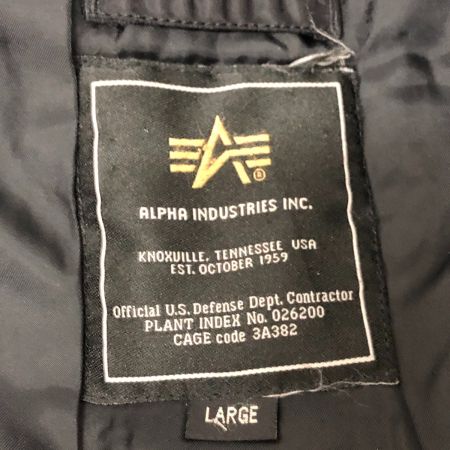 ®
ALPHA INDUSTRIES INC.
KNOXVILLE, TENNESSEE USA
EST. OCTOBER 1959
Official U.S. Defense Dept. Contractor
PLANT INDEX No. 026200
CAGE code 3A382
LARGE